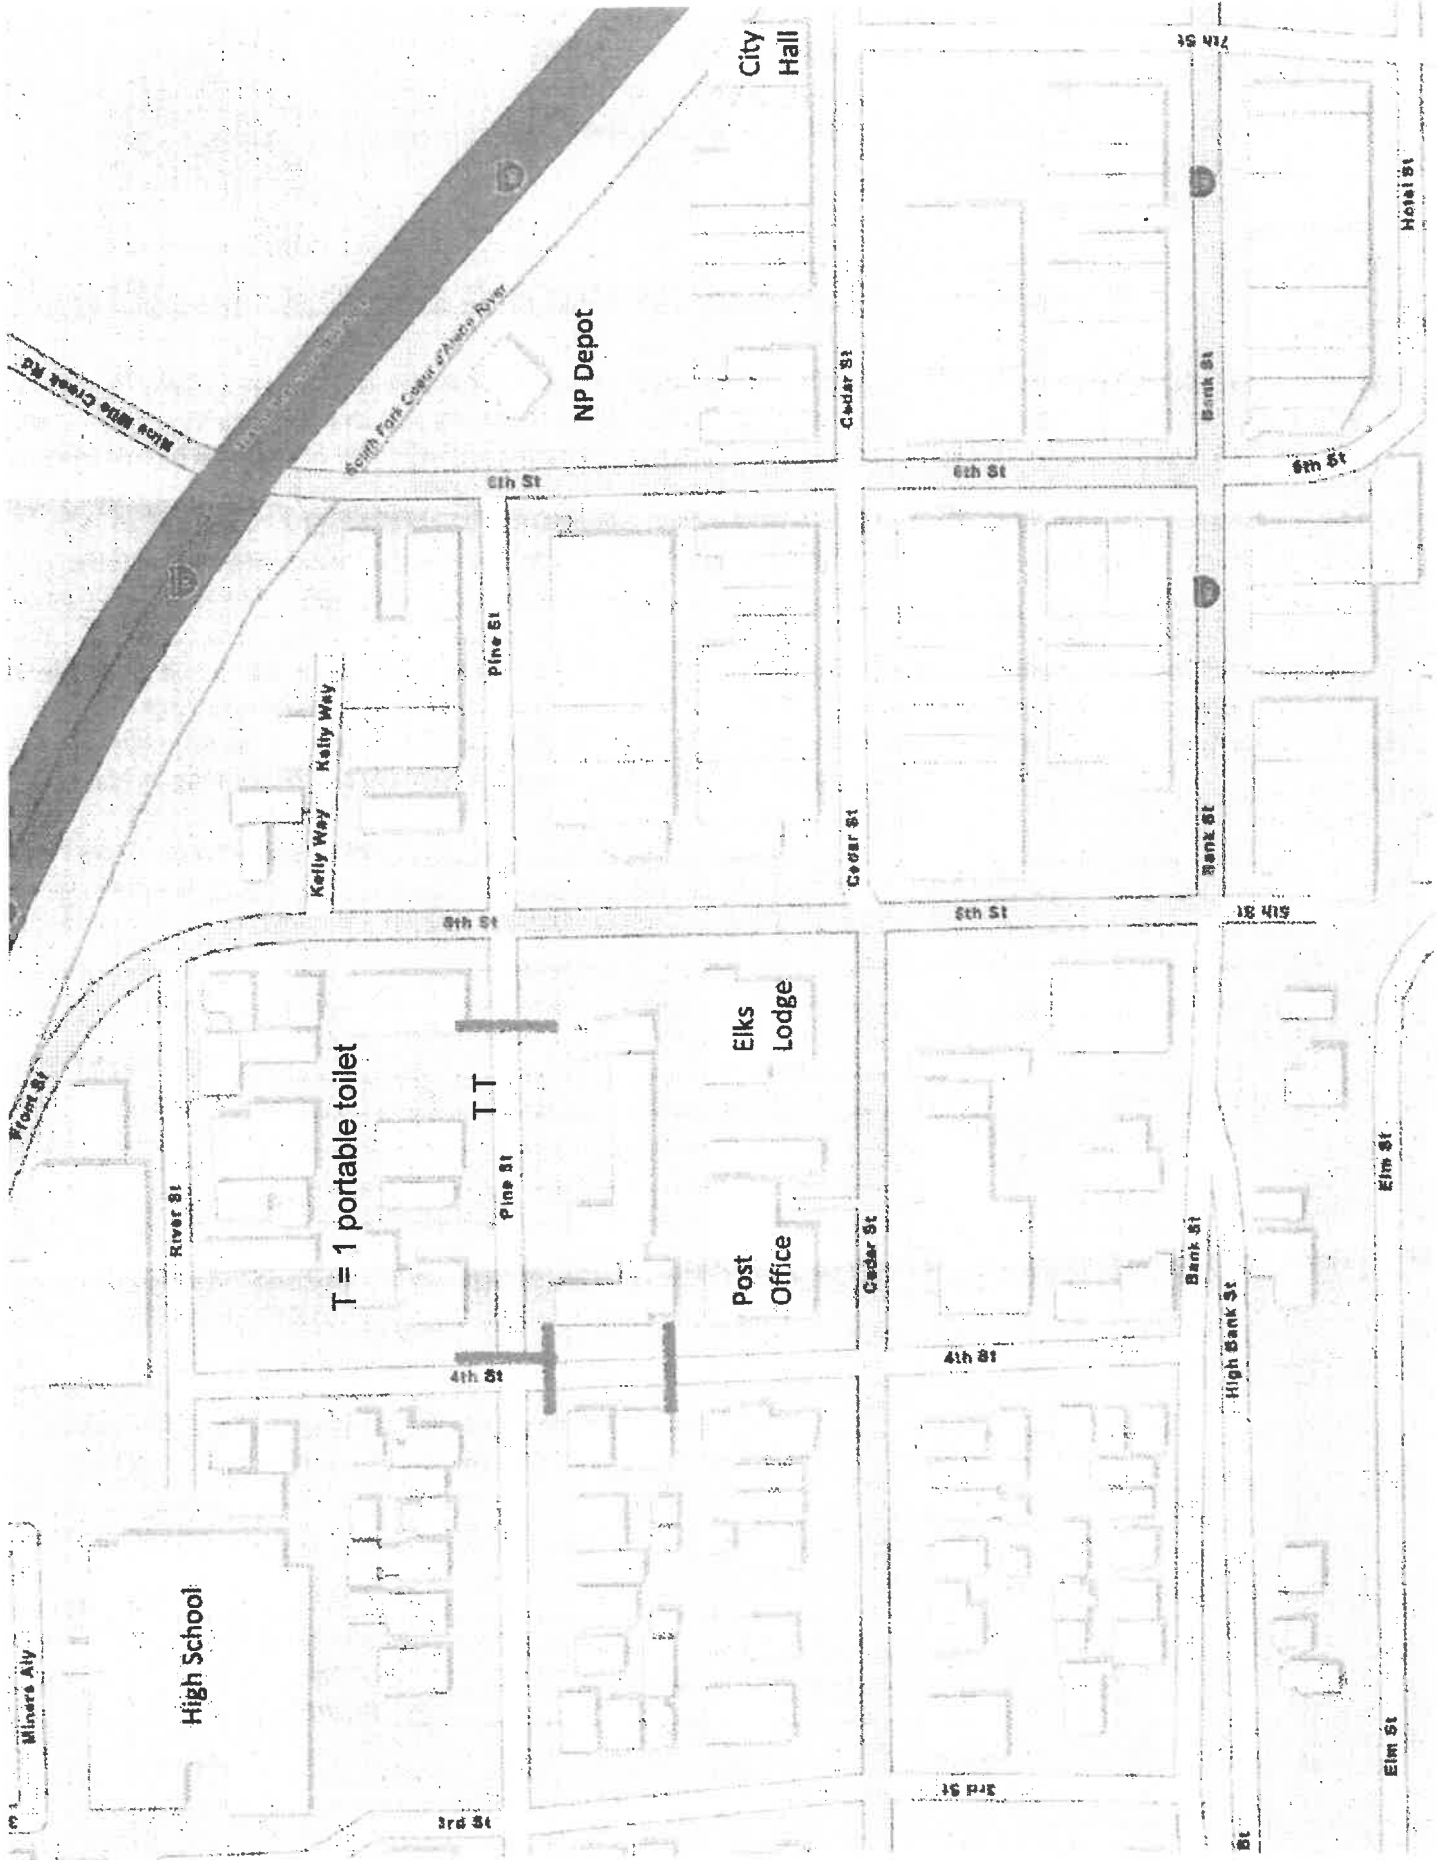 City
Hall
7th St
Nine Mile Creek Rd
South Fork Coeur d'Alene River
NP Depot
Cedar St
Bank St
Hotel St
6th St
6th St
6th St
Pine St
Kelly Way
Kelly Way
Cedar St
Bank St
5th St
5th St
5th St
Front St
River St
T = 1 portable toilet
T T
Pine St
Elks
Lodge
Post
Office
Cedar St
Bank St
High Bank St
Elm St
4th St
4th St
High School
Miners Aly
3rd St
3rd St
Elm St
St